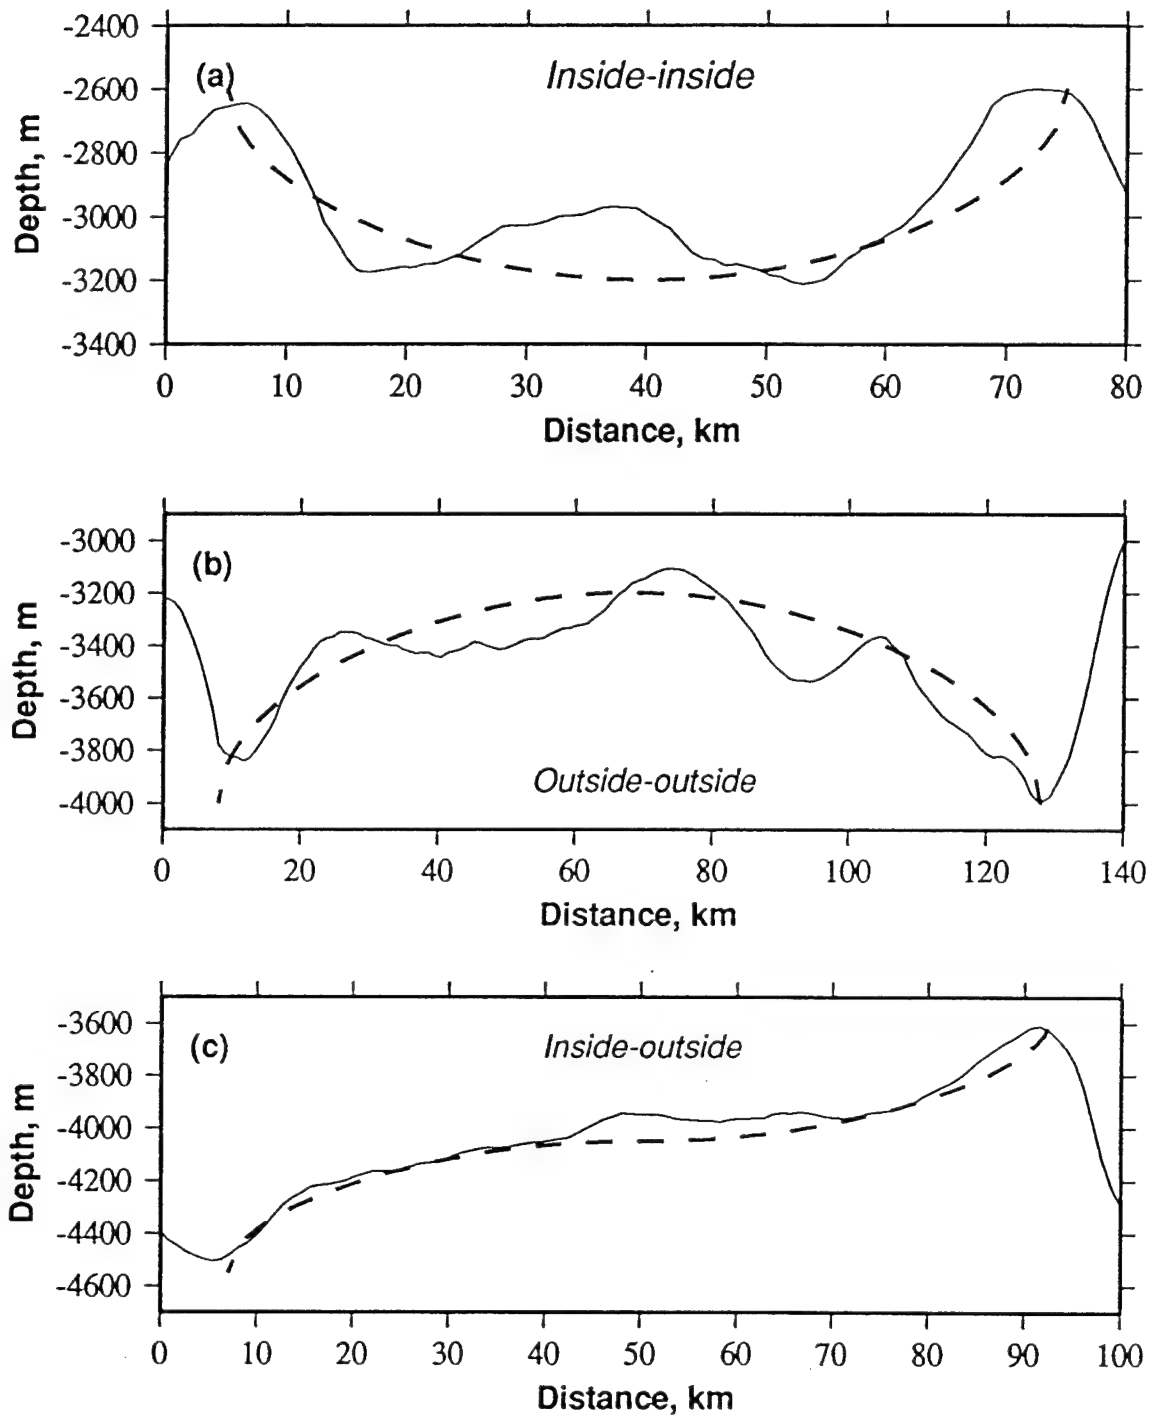 (a)
Inside-inside
Depth, m
-2400
-2600
-2800
-3000
-3200
-3400
0 10 20 30 40 50 60 70 80
Distance, km
(b)
Outside-outside
Depth, m
-3000
-3200
-3400
-3600
-3800
-4000
0 20 40 60 80 100 120 140
Distance, km
(c)
Inside-outside
Depth, m
-3600
-3800
-4000
-4200
-4400
-4600
0 10 20 30 40 50 60 70 80 90 100
Distance, km